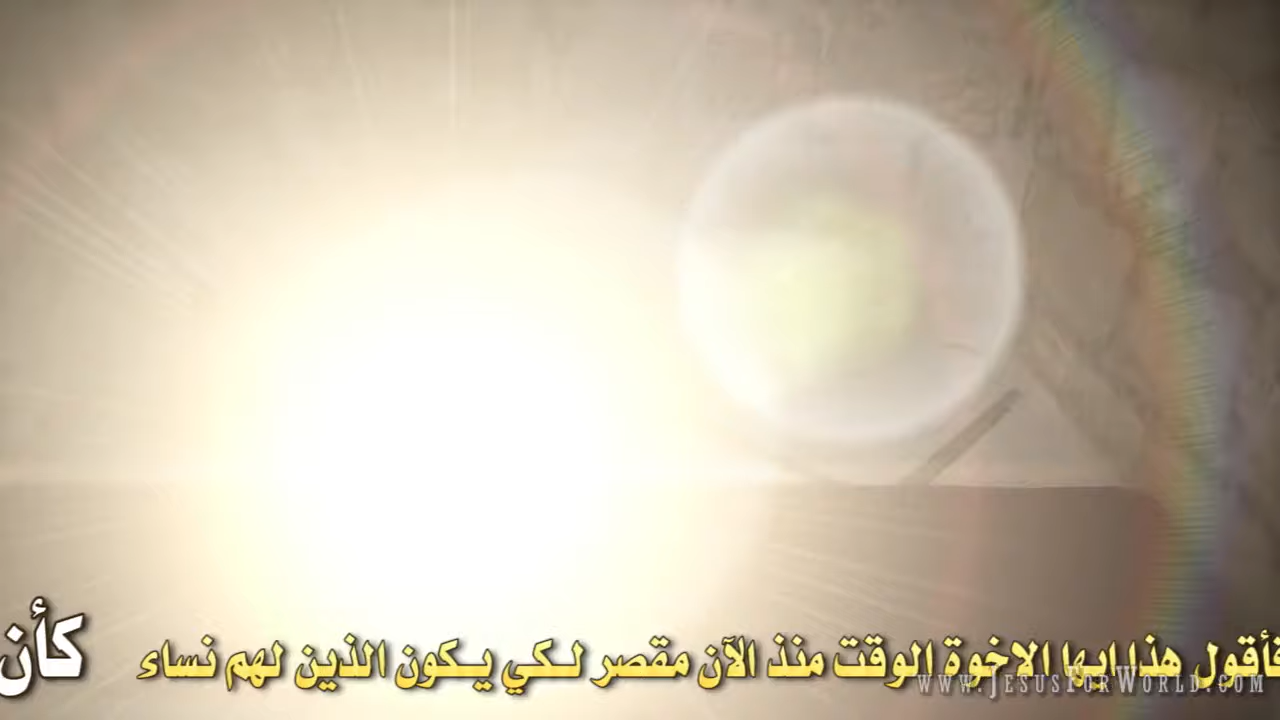 فأقول هذا ايها الاخوة الوقت منذ الآن مقصر لكي يكون الذين لهم نساء كأن
www.JesusForWorld.com